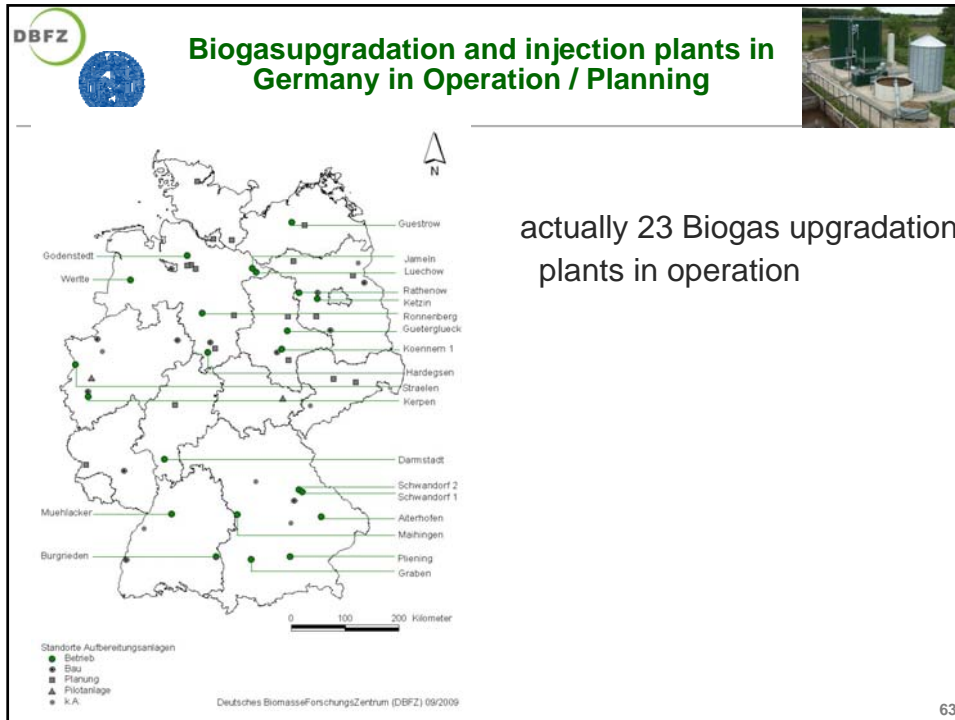 DBFZ
Biogasupgradation and injection plants in
Germany in Operation / Planning
N
actually 23 Biogas upgradation
plants in operation
Guestrow
Godenstedt
Jameln
Luechow
Werlte
Rathenow
Ketzin
Ronnenberg
Gueterglueck
Koennern 1
Hardegsen
Straelen
Kerpen
Darmstadt
Schwandorf 2
Schwandorf 1
Muehlacker
Aiterhofen
Maihingen
Burgrieden
Pliening
Graben
0 100 200 Kilometer
Standorte Aufbereitungsanlagen
Betrieb
Bau
Planung
Pilotanlage
k.A.
Deutsches BiomasseForschungsZentrum (DBFZ) 09/2009
63